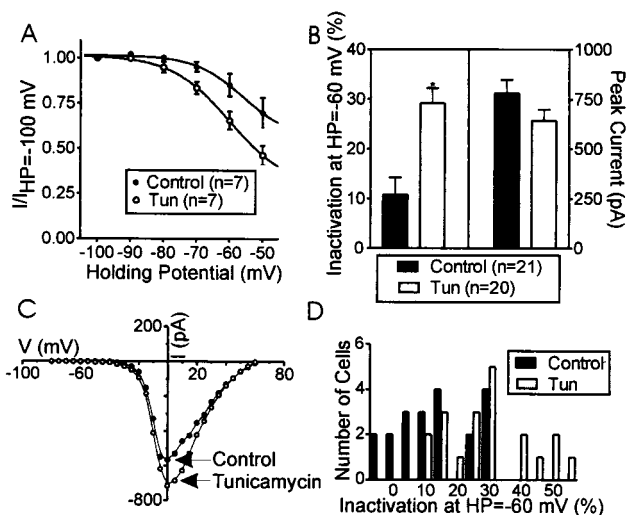 A
I/I HP=-100 mV
1.00
0.75
0.50
0.25
0.00
Control (n=7)
Tun (n=7)
-100 -90 -80 -70 -60 -50
Holding Potential (mV)
B
Inactivation at HP=-60 mV (%)
40
30
20
10
0
*
1000
750
500
250
0
Peak Current (pA)
Control (n=21)
Tun (n=20)
C
200
I (pA)
V (mV)
-100 -60 -20 40 80
Control
Tunicamycin
-800
D
Number of Cells
6
4
2
0
Control
Tun
0 10 20 30 40 50
Inactivation at HP=-60 mV (%)